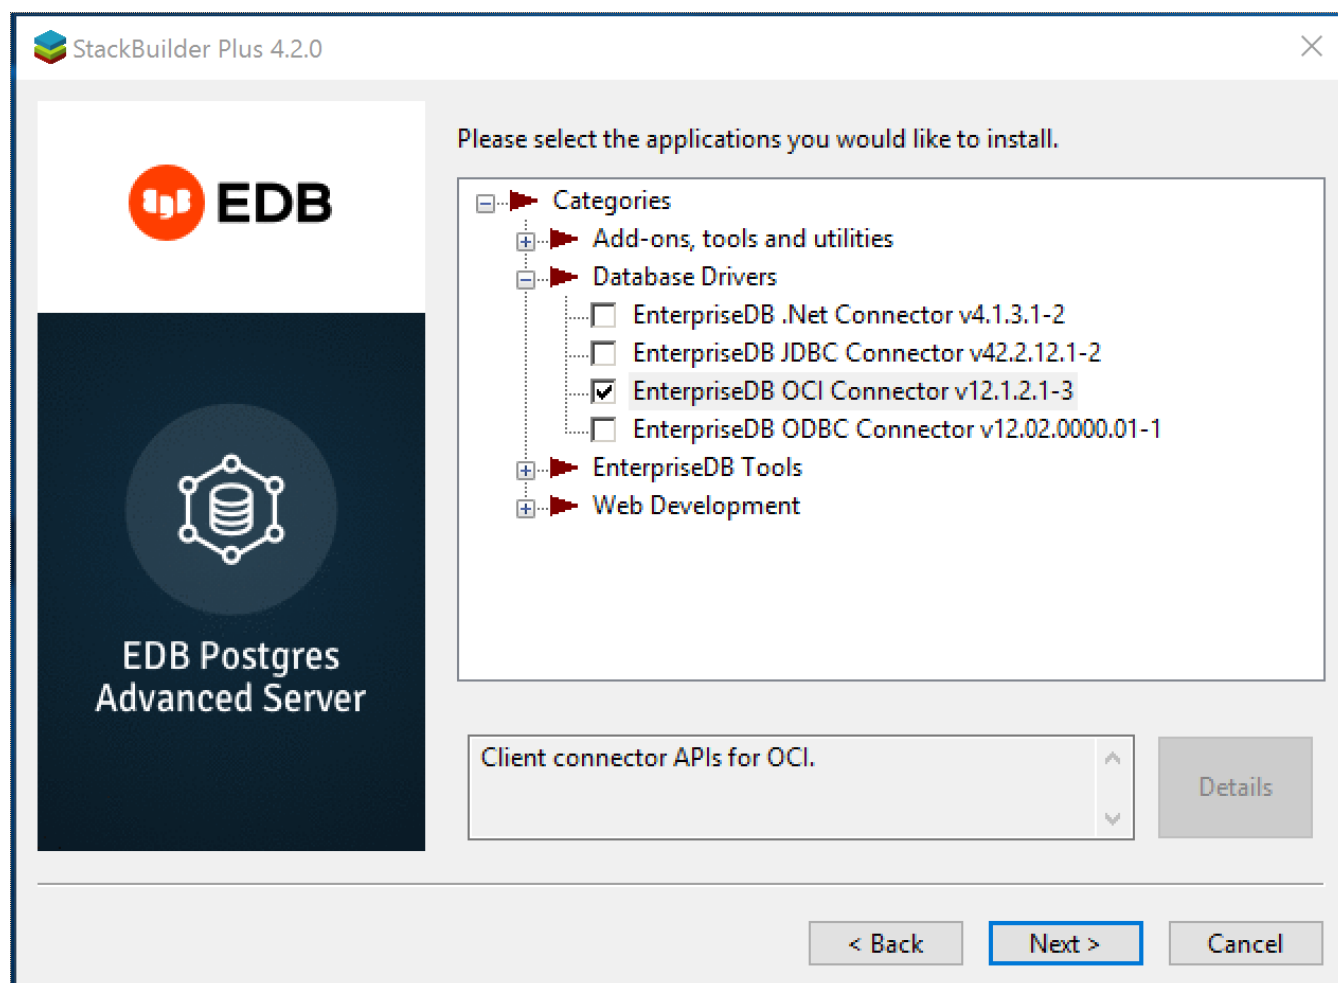 StackBuilder Plus 4.2.0
EDB
EDB Postgres
Advanced Server
Please select the applications you would like to install.
Categories
Add-ons, tools and utilities
Database Drivers
EnterpriseDB .Net Connector v4.1.3.1-2
EnterpriseDB JDBC Connector v42.2.12.1-2
EnterpriseDB OCI Connector v12.1.2.1-3
EnterpriseDB ODBC Connector v12.02.0000.01-1
EnterpriseDB Tools
Web Development
Client connector APIs for OCI.
Details
< Back
Next >
Cancel